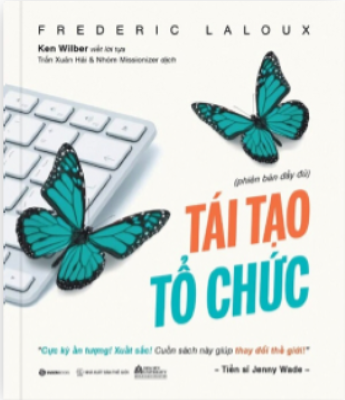 FREDERIC LALOUX
Ken Wilber viết lời tựa
Trần Xuân Hải & Nhóm Missionizer dịch
(phiên bản đầy đủ)
TÁI TẠO
TỔ CHỨC
"Cực kỳ ấn tượng! Xuất sắc! Cuốn sách này giúp thay đổi thế giới!"
– Tiến sĩ Jenny Wade –